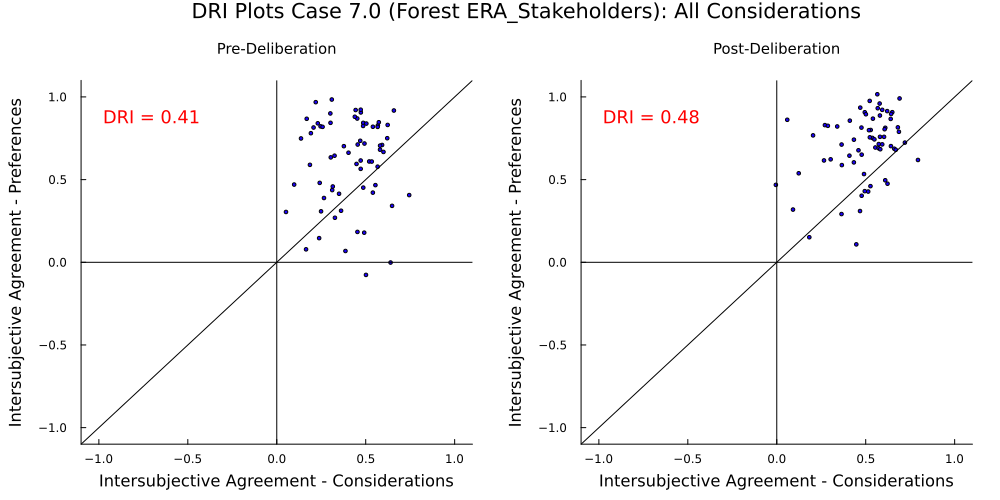 DRI Plots Case 7.0 (Forest ERA_Stakeholders): All Considerations
Pre-Deliberation
DRI = 0.41
1.0
0.5
0.0
−0.5
−1.0
−1.0 −0.5 0.0 0.5 1.0
Intersubjective Agreement - Preferences
Intersubjective Agreement - Considerations
Post-Deliberation
DRI = 0.48
1.0
0.5
0.0
−0.5
−1.0
−1.0 −0.5 0.0 0.5 1.0
Intersubjective Agreement - Preferences
Intersubjective Agreement - Considerations